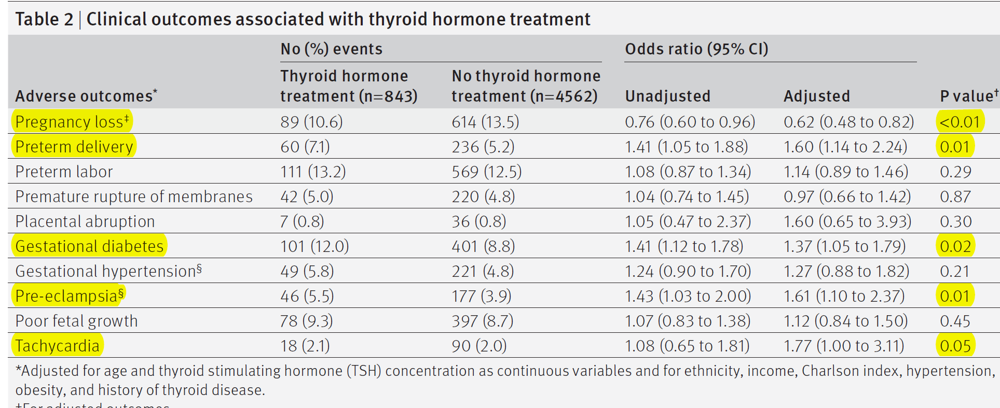 Table 2 | Clinical outcomes associated with thyroid hormone treatment
No (%) events Odds ratio (95% CI)
Adverse outcomes* Thyroid hormone treatment (n=843) No thyroid hormone treatment (n=4562) Unadjusted Adjusted P value†
Pregnancy loss‡ 89 (10.6) 614 (13.5) 0.76 (0.60 to 0.96) 0.62 (0.48 to 0.82) <0.01
Preterm delivery 60 (7.1) 236 (5.2) 1.41 (1.05 to 1.88) 1.60 (1.14 to 2.24) 0.01
Preterm labor 111 (13.2) 569 (12.5) 1.08 (0.87 to 1.34) 1.14 (0.89 to 1.46) 0.29
Premature rupture of membranes 42 (5.0) 220 (4.8) 1.04 (0.74 to 1.45) 0.97 (0.66 to 1.42) 0.87
Placental abruption 7 (0.8) 36 (0.8) 1.05 (0.47 to 2.37) 1.60 (0.65 to 3.93) 0.30
Gestational diabetes 101 (12.0) 401 (8.8) 1.41 (1.12 to 1.78) 1.37 (1.05 to 1.79) 0.02
Gestational hypertension§ 49 (5.8) 221 (4.8) 1.24 (0.90 to 1.70) 1.27 (0.88 to 1.82) 0.21
Pre-eclampsia§ 46 (5.5) 177 (3.9) 1.43 (1.03 to 2.00) 1.61 (1.10 to 2.37) 0.01
Poor fetal growth 78 (9.3) 397 (8.7) 1.07 (0.83 to 1.38) 1.12 (0.84 to 1.50) 0.45
Tachycardia 18 (2.1) 90 (2.0) 1.08 (0.65 to 1.81) 1.77 (1.00 to 3.11) 0.05
*Adjusted for age and thyroid stimulating hormone (TSH) concentration as continuous variables and for ethnicity, income, Charlson index, hypertension,
obesity, and history of thyroid disease.
†For adjusted outcomes